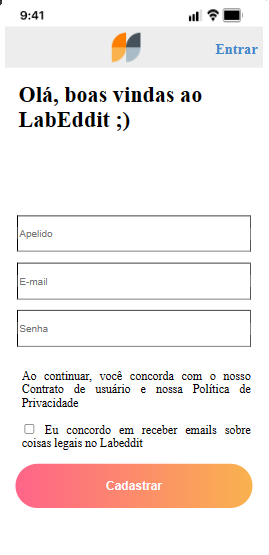 9:41
Entrar
Olá, boas vindas ao
LabEddit ;)
Apelido
E-mail
Senha
Ao continuar, você concorda com o nosso
Contrato de usuário e nossa Política de
Privacidade
Eu concordo em receber emails sobre
coisas legais no Labeddit
Cadastrar